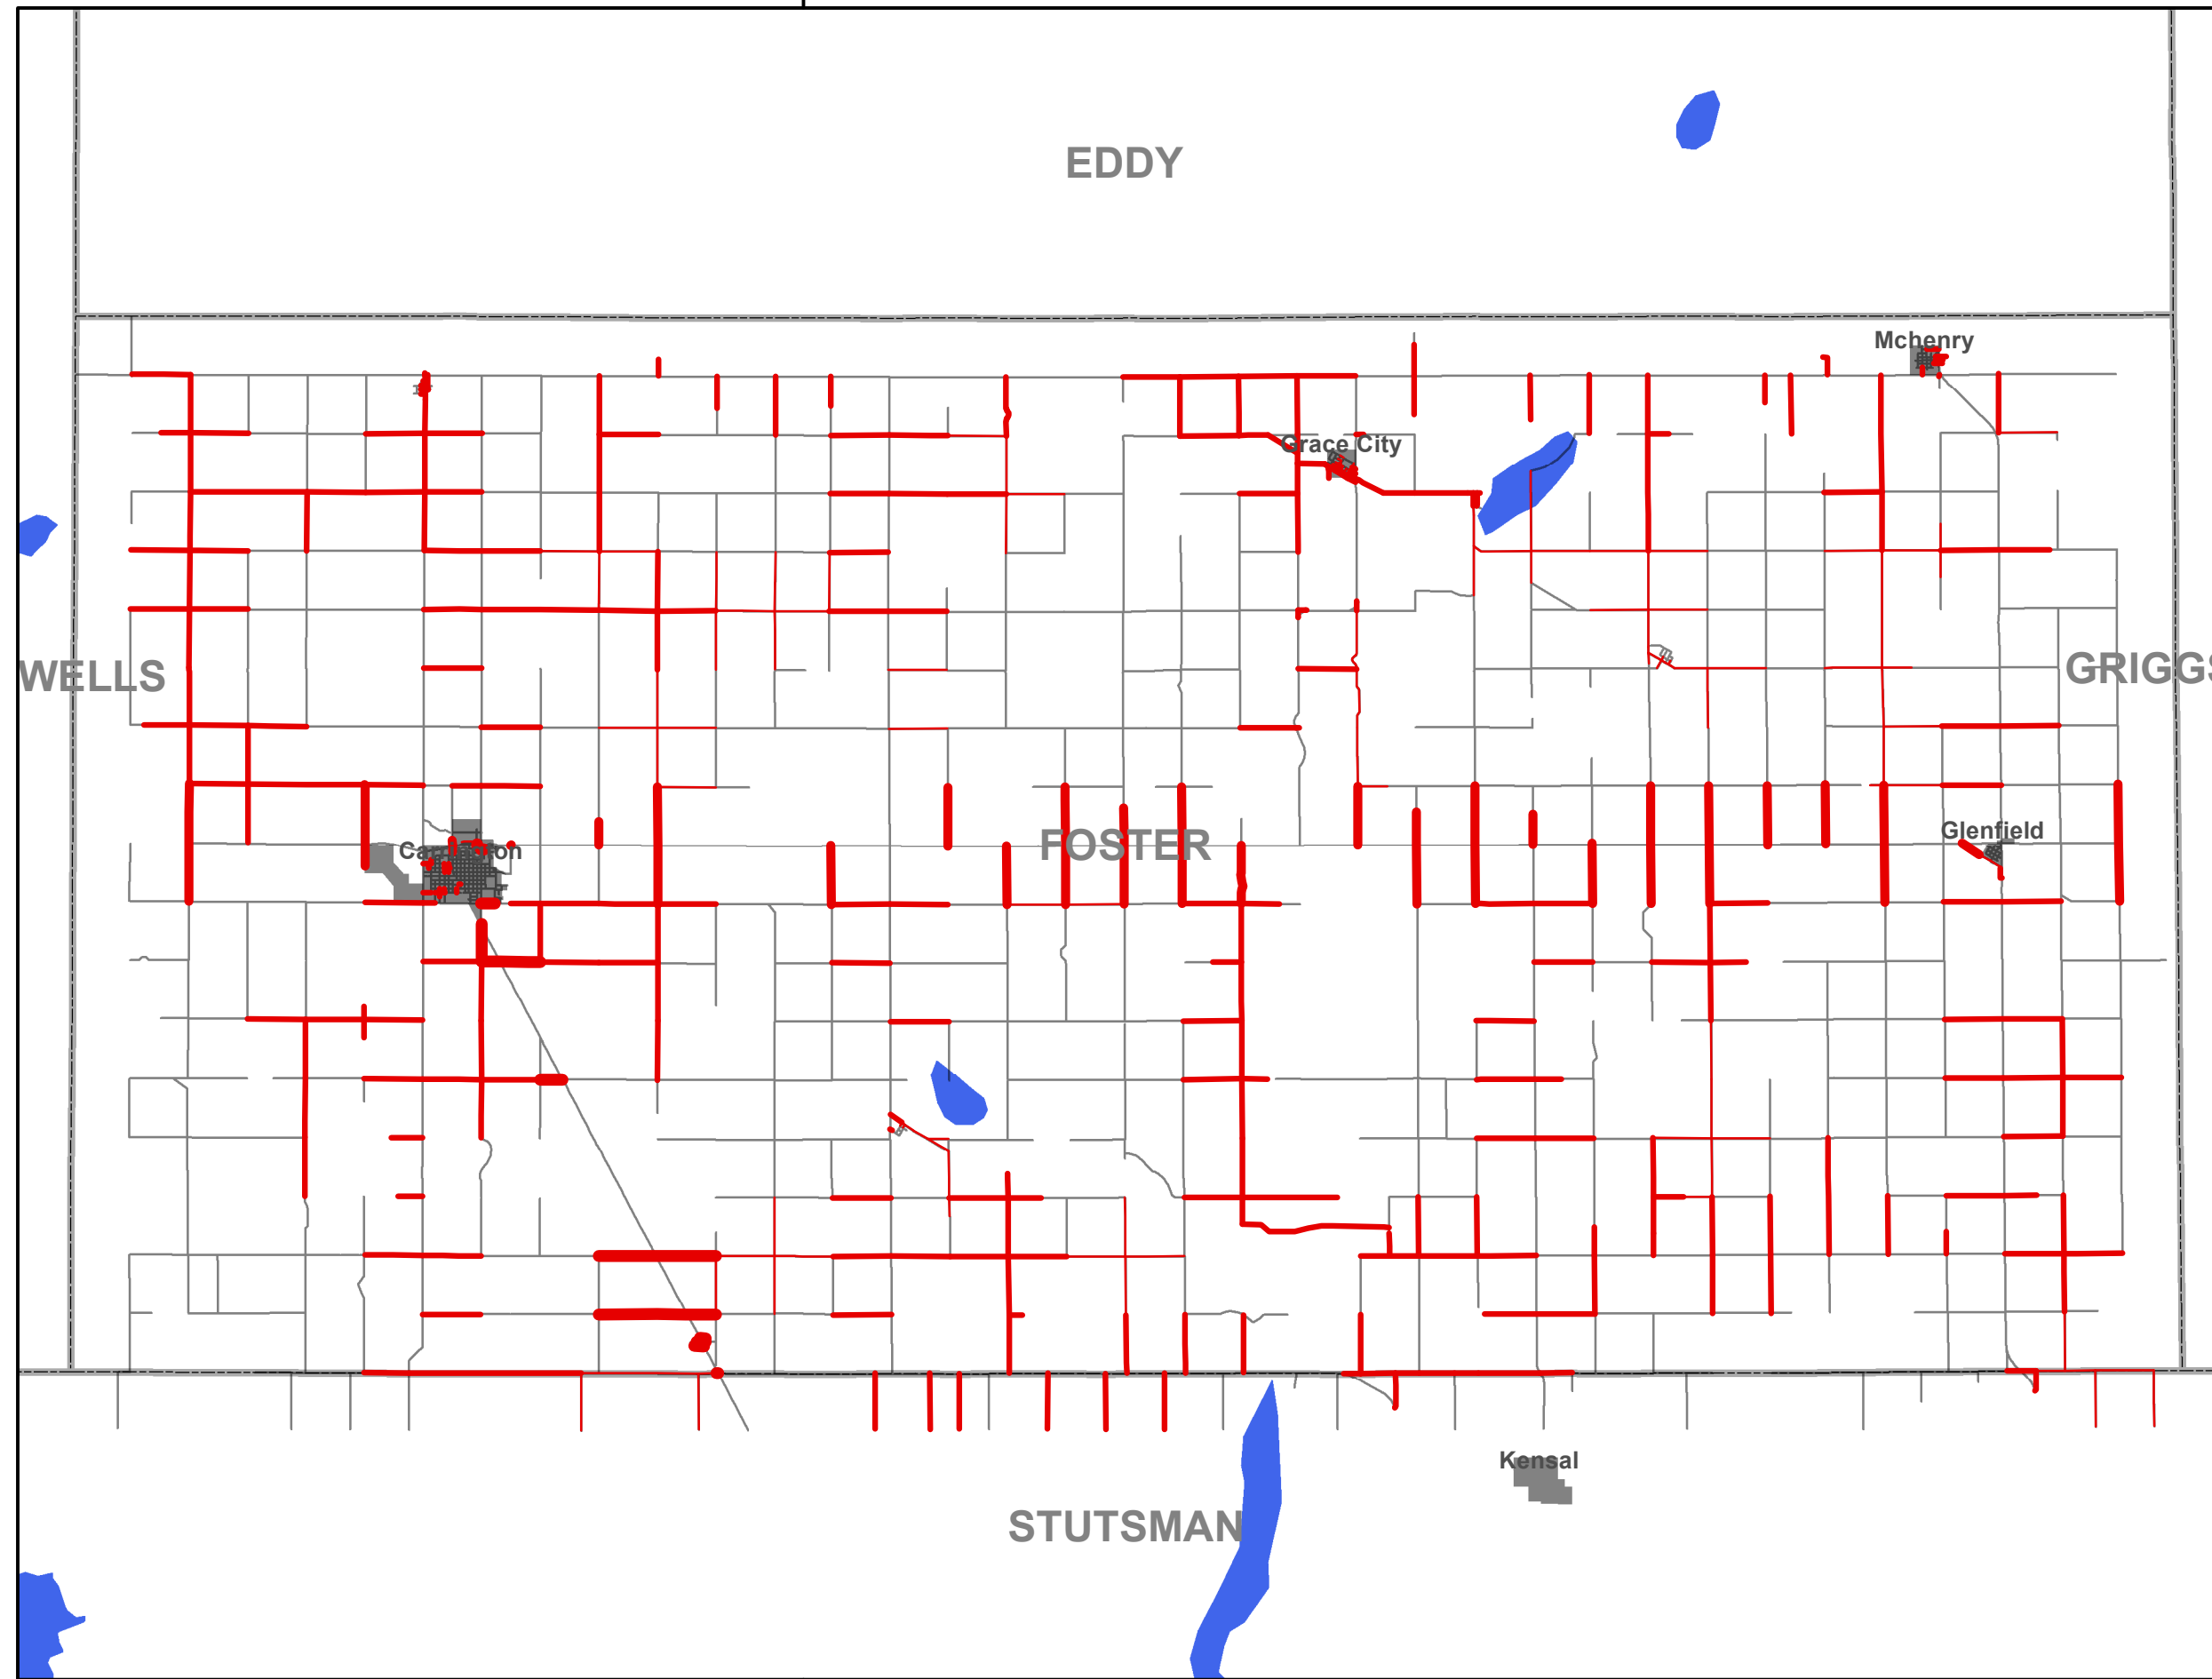 EDDY
Mchenry
Grace City
WELLS
GRIGGS
FOSTER
Glenfield
Carrington
Kensal
STUTSMAN